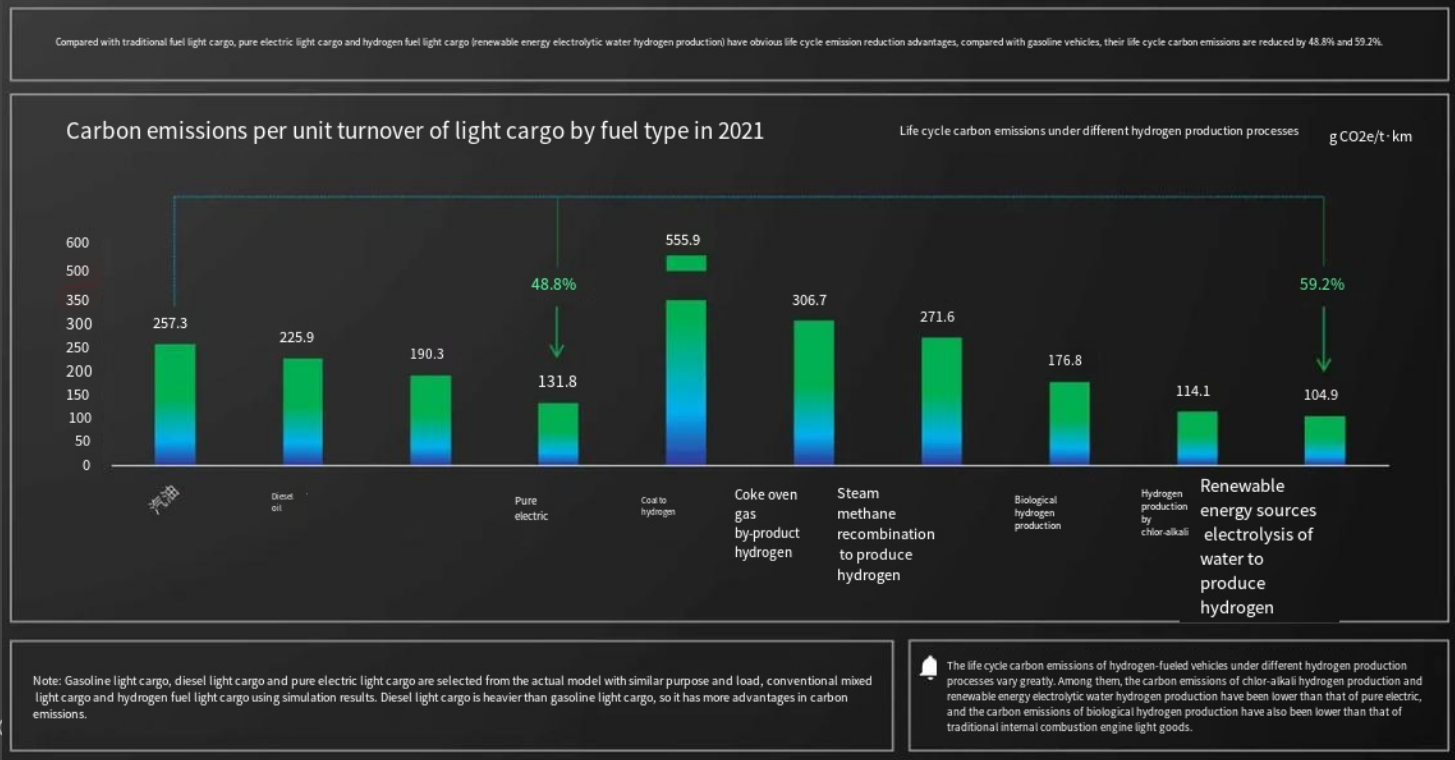 Compared with traditional fuel light cargo, pure electric light cargo and hydrogen fuel light cargo (renewable energy electrolytic water hydrogen production) have obvious life cycle emission reduction advantages, compared with gasoline vehicles, their life cycle carbon emissions are reduced by 48.8% and 59.2%.
Carbon emissions per unit turnover of light cargo by fuel type in 2021
Life cycle carbon emissions under different hydrogen production processes
g CO2e/t·km
600
500
350
300
250
200
150
100
50
0
257.3
225.9
190.3
48.8%
131.8
555.9
306.7
271.6
176.8
114.1
59.2%
104.9
汽油
Diesel
oil
Pure
electric
Coal to
hydrogen
Coke oven
gas
by-product
hydrogen
Steam
methane
recombination
to produce
hydrogen
Biological
hydrogen
production
Hydrogen
production
by
chlor-alkali
Renewable
energy sources
electrolysis of
water to
produce
hydrogen
Note: Gasoline light cargo, diesel light cargo and pure electric light cargo are selected from the actual model with similar purpose and load, conventional mixed
light cargo and hydrogen fuel light cargo using simulation results. Diesel light cargo is heavier than gasoline light cargo, so it has more advantages in carbon
emissions.
The life cycle carbon emissions of hydrogen-fueled vehicles under different hydrogen production
processes vary greatly. Among them, the carbon emissions of chlor-alkali hydrogen production and
renewable energy electrolytic water hydrogen production have been lower than that of pure electric,
and the carbon emissions of biological hydrogen production have also been lower than that of
traditional internal combustion engine light goods.